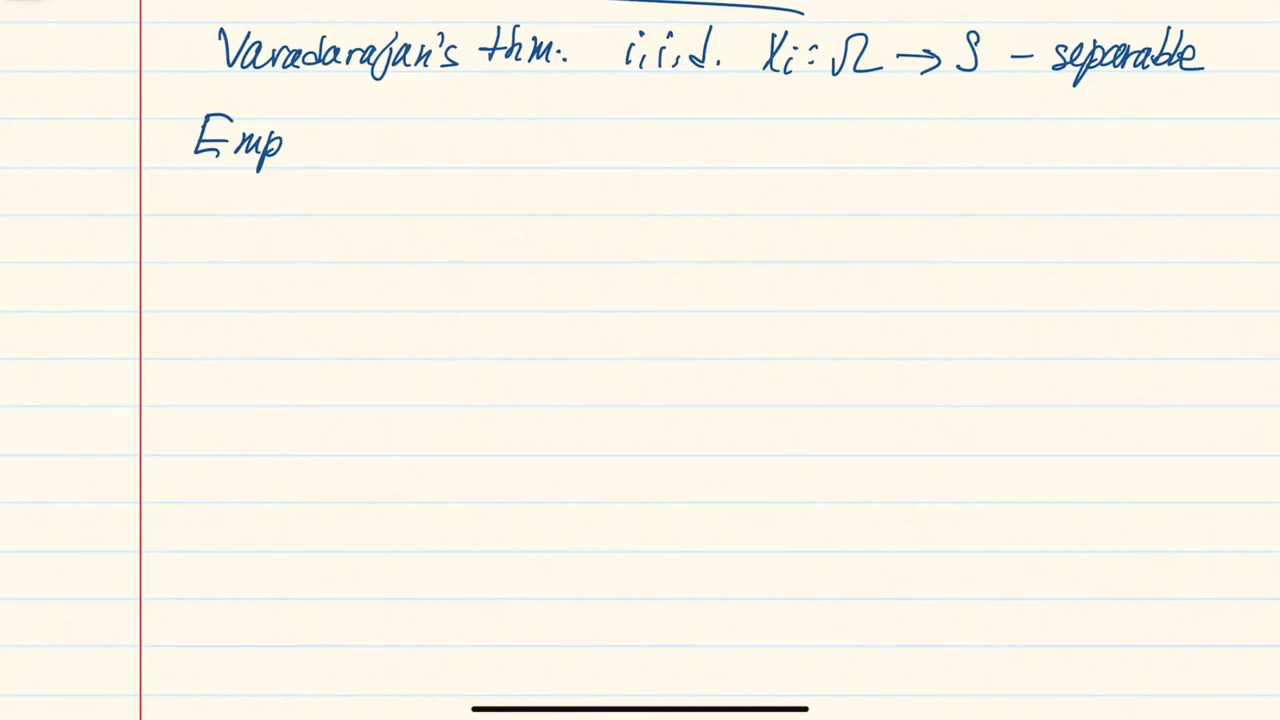 Varadarajan's thm: i.i.d. Xi : Ω → S – separable
Emp